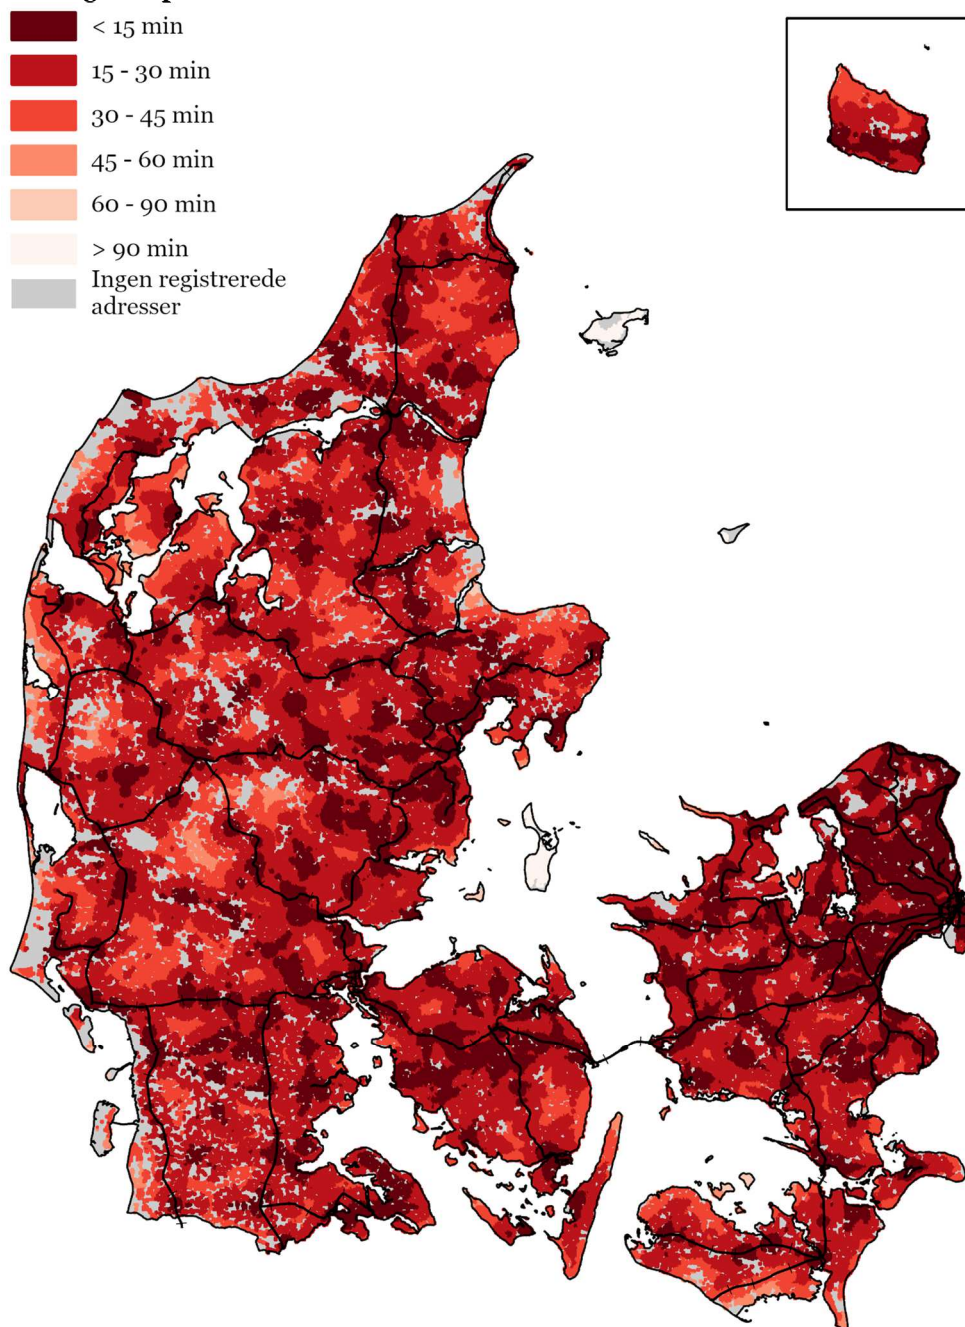 < 15 min
15 - 30 min
30 - 45 min
45 - 60 min
60 - 90 min
> 90 min
Ingen registrerede
adresser